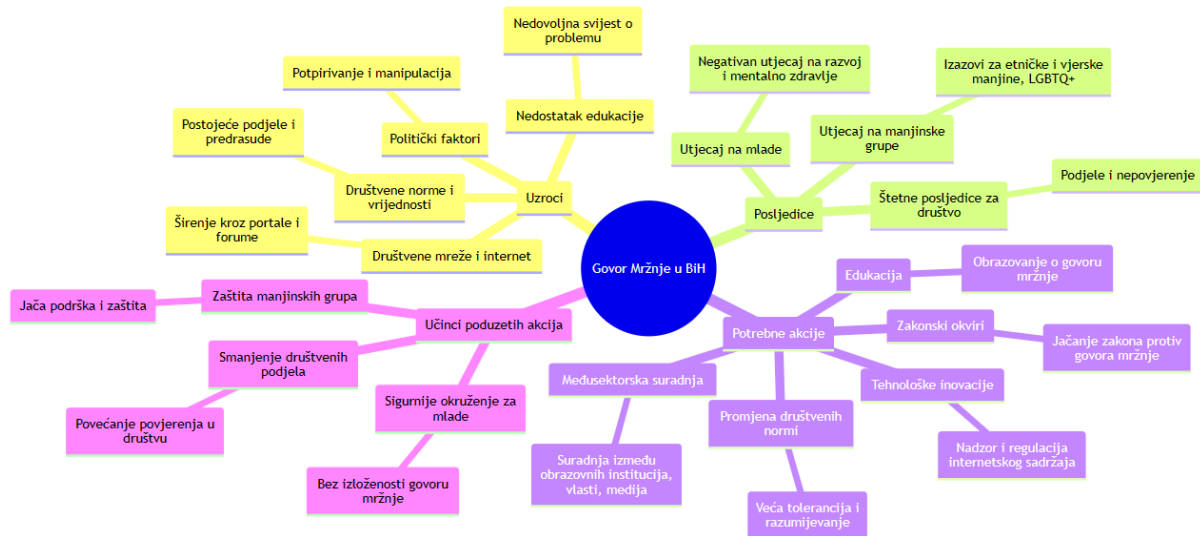 Govor Mržnje u BiH
Uzroci
Nedostatak edukacije
Nedovoljna svijest o
problemu
Politički faktori
Potpirivanje i manipulacija
Društvene norme i
vrijednosti
Postojeće podjele i
predrasude
Društvene mreže i internet
Širenje kroz portale i
forume
Posljedice
Utjecaj na mlade
Negativan utjecaj na razvoj
i mentalno zdravlje
Utjecaj na manjinske
grupe
Izazovi za etničke i vjerske
manjine, LGBTQ+
Štetne posljedice za
društvo
Podjele i nepovjerenje
Potrebne akcije
Edukacija
Obrazovanje o govoru
mržnje
Zakonski okviri
Jačanje zakona protiv
govora mržnje
Tehnološke inovacije
Nadzor i regulacija
internetskog sadržaja
Promjena društvenih
normi
Veća tolerancija i
razumijevanje
Međusektorska suradnja
Suradnja između
obrazovnih institucija,
vlasti, medija
Učinci poduzetih akcija
Zaštita manjinskih grupa
Jača podrška i zaštita
Smanjenje društvenih
podjela
Povećanje povjerenja u
društvu
Sigurnije okruženje za
mlade
Bez izloženosti govoru
mržnje